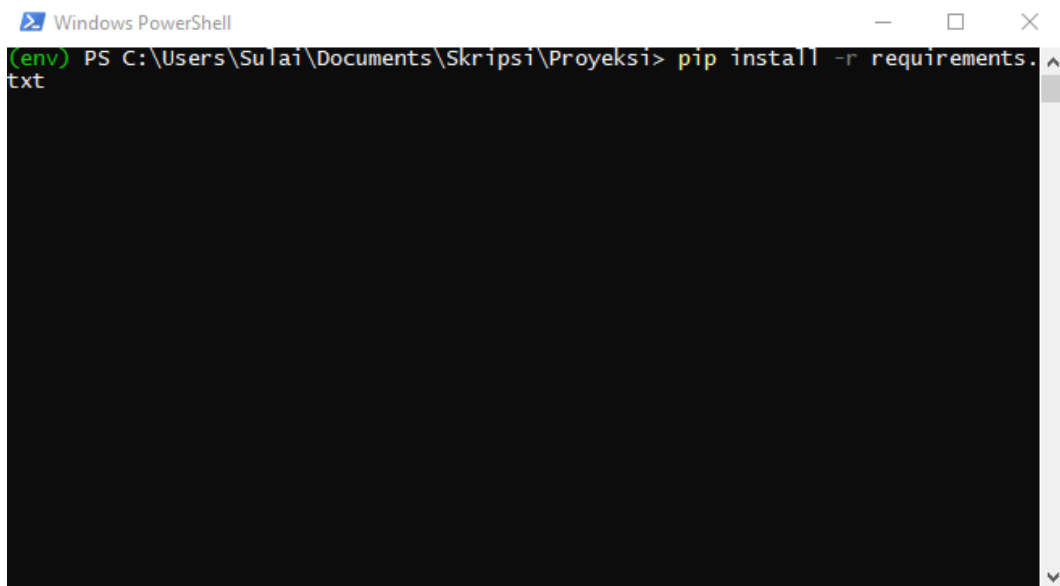 Windows PowerShell
(env) PS C:\Users\Sulai\Documents\Skripsi\Proyeksi> pip install -r requirements.
txt